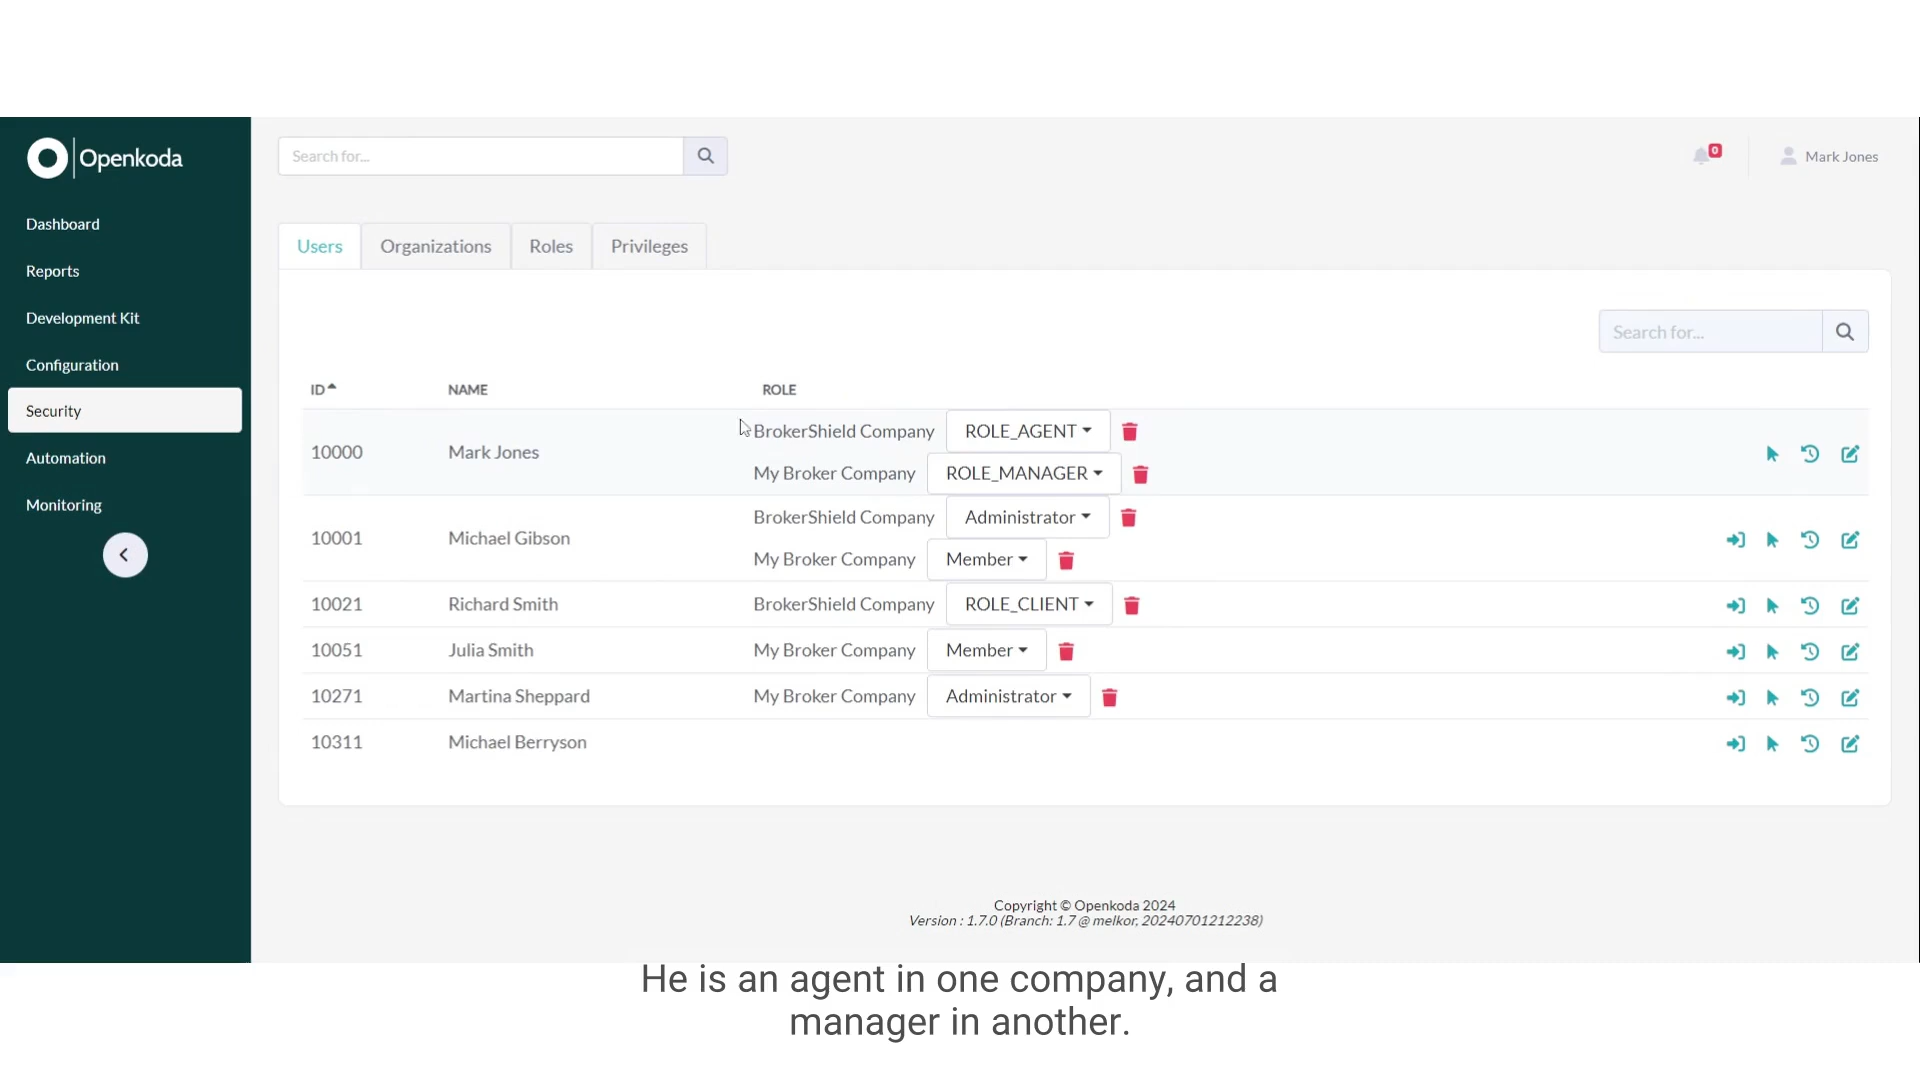 Openkoda
Search for...
0
Mark Jones
Dashboard
Reports
Development Kit
Configuration
Security
Automation
Monitoring
Users
Organizations
Roles
Privileges
Search for...
ID
NAME
ROLE
10000
Mark Jones
BrokerShield Company
ROLE_AGENT
My Broker Company
ROLE_MANAGER
10001
Michael Gibson
BrokerShield Company
Administrator
My Broker Company
Member
10021
Richard Smith
BrokerShield Company
ROLE_CLIENT
10051
Julia Smith
My Broker Company
Member
10271
Martina Sheppard
My Broker Company
Administrator
10311
Michael Berryson
Copyright © Openkoda 2024
Version : 1.7.0 (Branch: 1.7 @ melkor, 20240701212238)
He is an agent in one company, and a
manager in another.